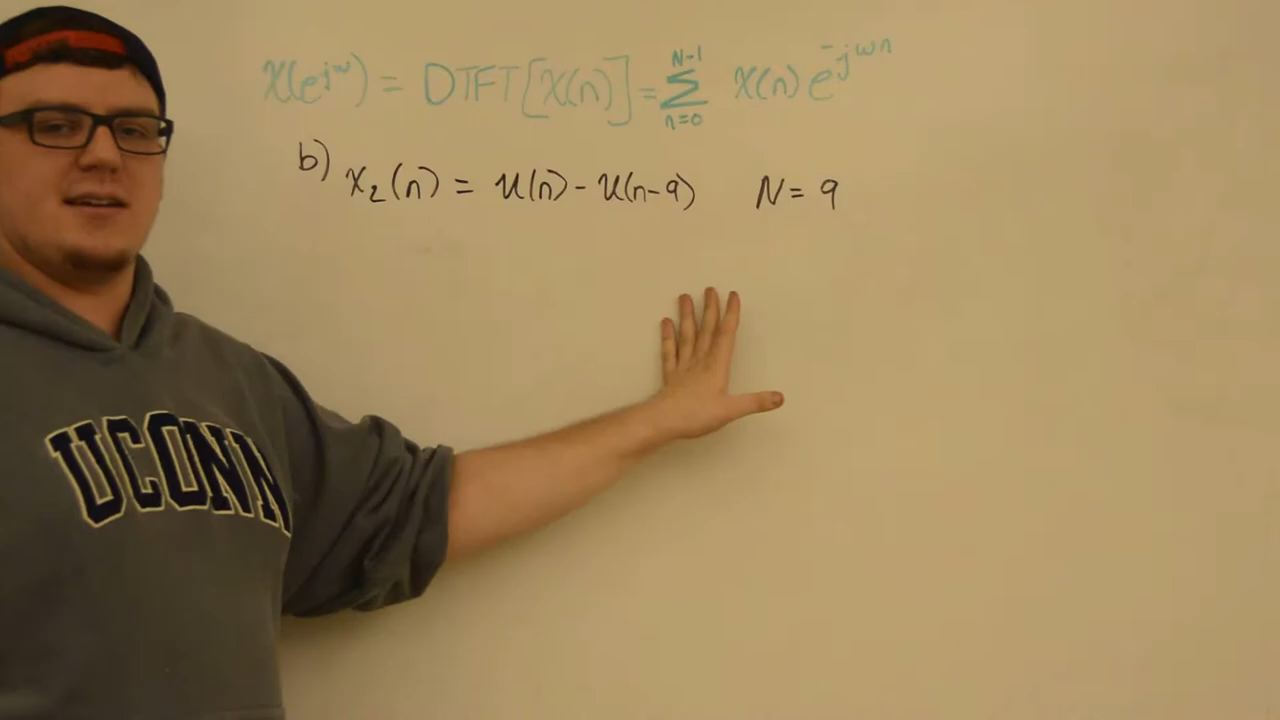 X(e^jω) = DTFT[X(n)] = Σ_{n=0}^{N-1} X(n) e^{-jωn}
b) x₂(n) = u(n) - u(n-9)    N = 9
UCONN